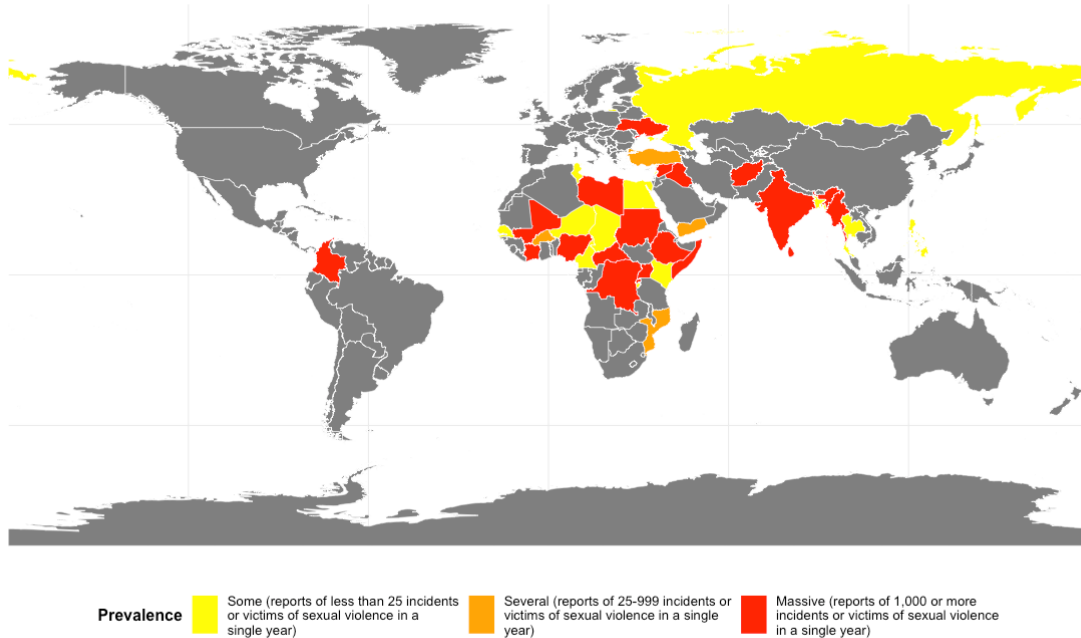 Prevalence
Some (reports of less than 25 incidents
or victims of sexual violence in a
single year)
Several (reports of 25-999 incidents or
victims of sexual violence in a single
year)
Massive (reports of 1,000 or more
incidents or victims of sexual violence
in a single year)